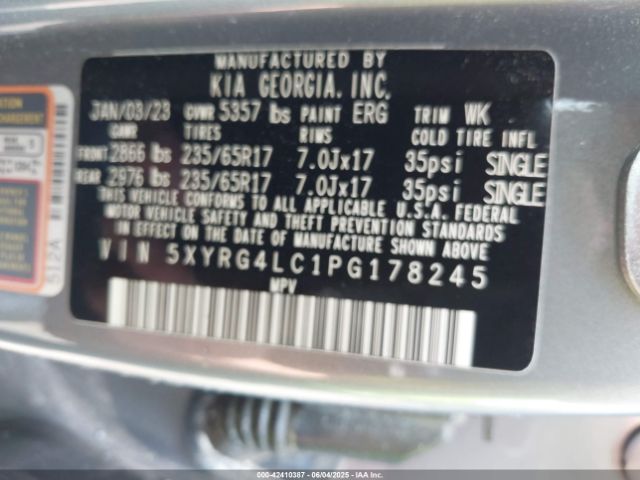 MANUFACTURED BY
KIA GEORGIA, INC.
JAN/03/23 GVWR 5357 lbs PAINT ERG TRIM WK
GAWR TIRES RIMS COLD TIRE INFL
FRONT 2866 lbs 235/65R17 7.0Jx17 35psi SINGLE
REAR 2976 lbs 235/65R17 7.0Jx17 35psi SINGLE
THIS VEHICLE CONFORMS TO ALL APPLICABLE U.S.A. FEDERAL
MOTOR VEHICLE SAFETY AND THEFT PREVENTION STANDARDS
IN EFFECT ON THE DATE OF MANUFACTURE SHOWN ABOVE
VIN 5XYRG4LC1PG178245
MPV
512A
000-42410387 - 06/04/2025 - IAA Inc.